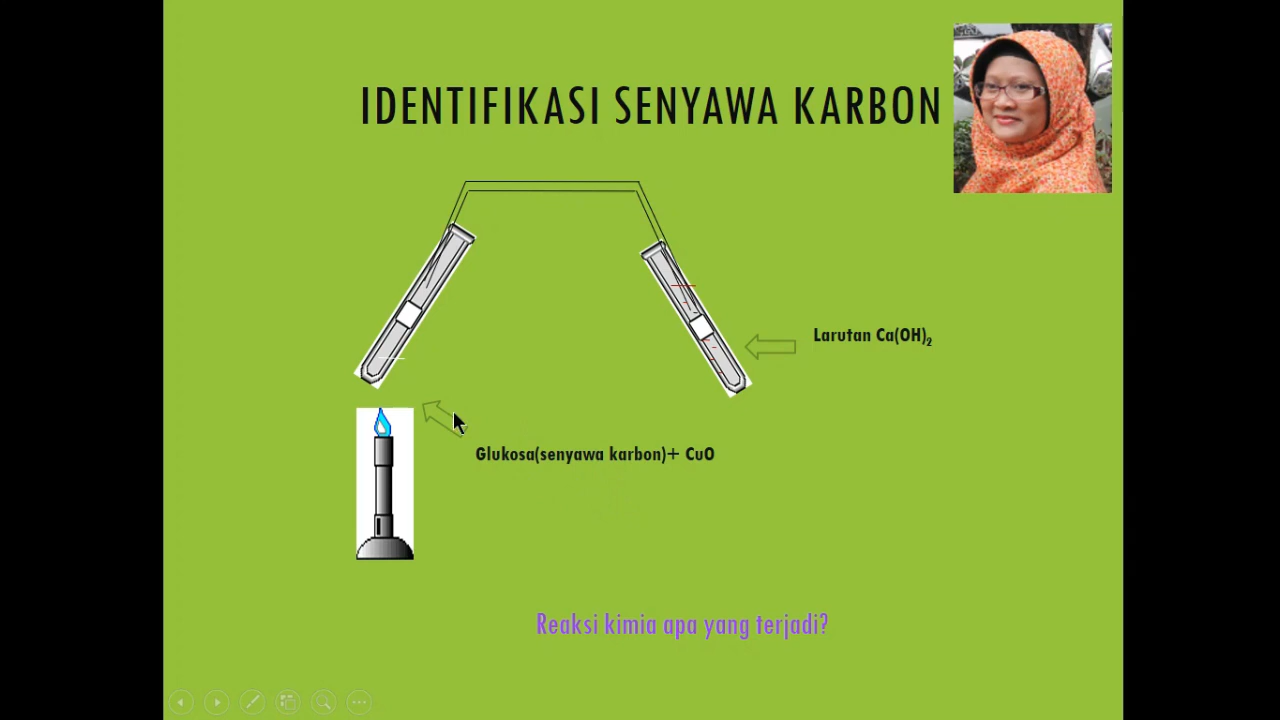 IDENTIFIKASI SENYAWA KARBON
Larutan Ca(OH)₂
Glukosa(senyawa karbon)+ CuO
Reaksi kimia apa yang terjadi?